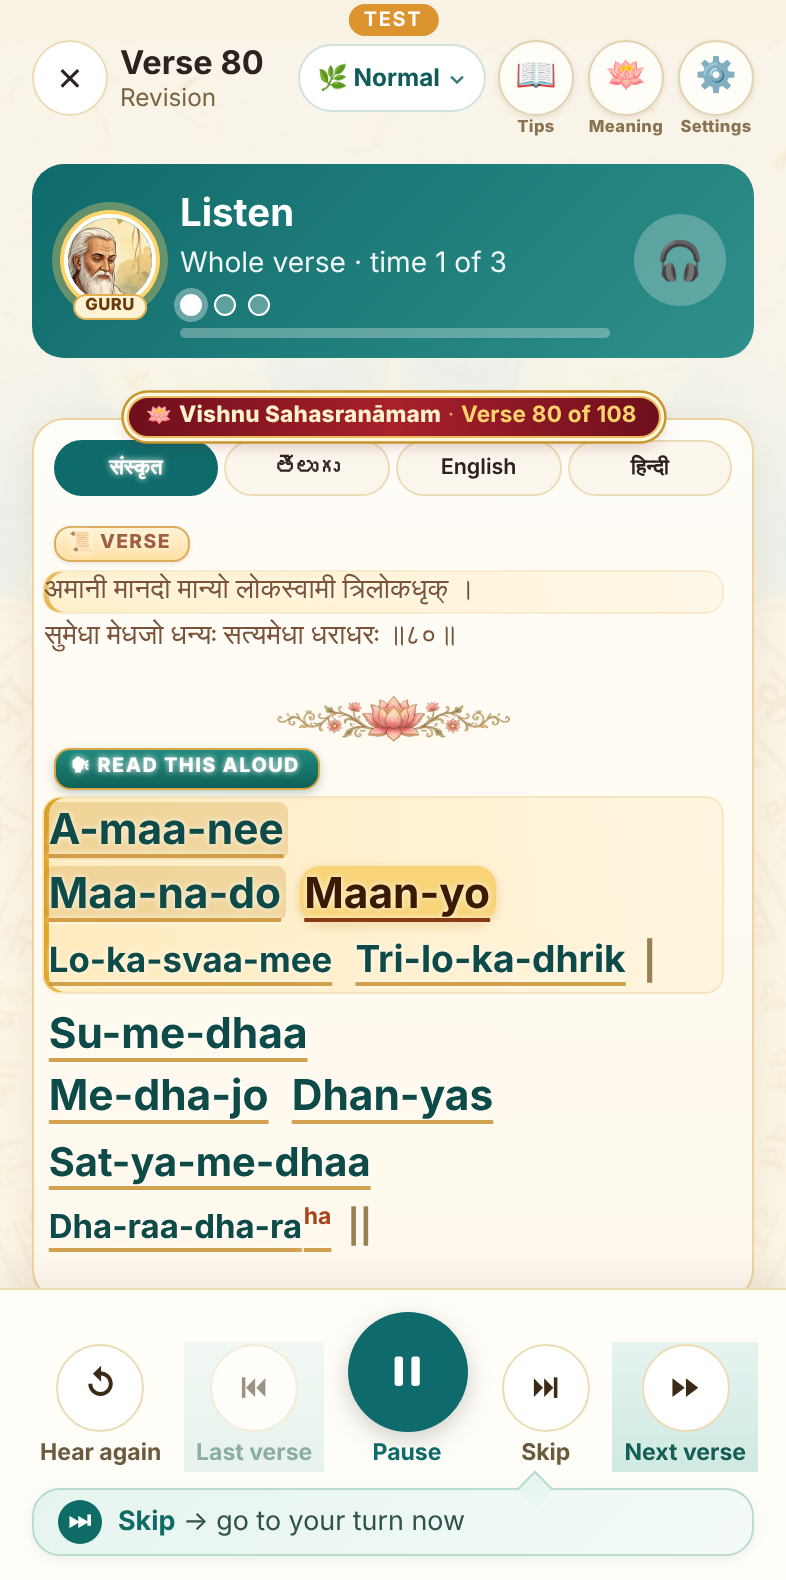 TEST
Verse 80
Revision
Normal
Tips
Meaning
Settings
GURU
Listen
Whole verse · time 1 of 3
Vishnu Sahasranāmam · Verse 80 of 108
संस्कृत
తెలుగు
English
हिन्दी
VERSE
अमानी मानदो मान्यो लोकस्वामी त्रिलोकधृक् ।
सुमेधा मेधजो धन्यः सत्यमेधा धराधरः ॥८०॥
READ THIS ALOUD
A-maa-nee
Maa-na-do Maan-yo
Lo-ka-svaa-mee Tri-lo-ka-dhrik |
Su-me-dhaa
Me-dha-jo Dhan-yas
Sat-ya-me-dhaa
Dha-raa-dha-ra ha ||
Hear again
Last verse
Pause
Skip
Next verse
Skip → go to your turn now